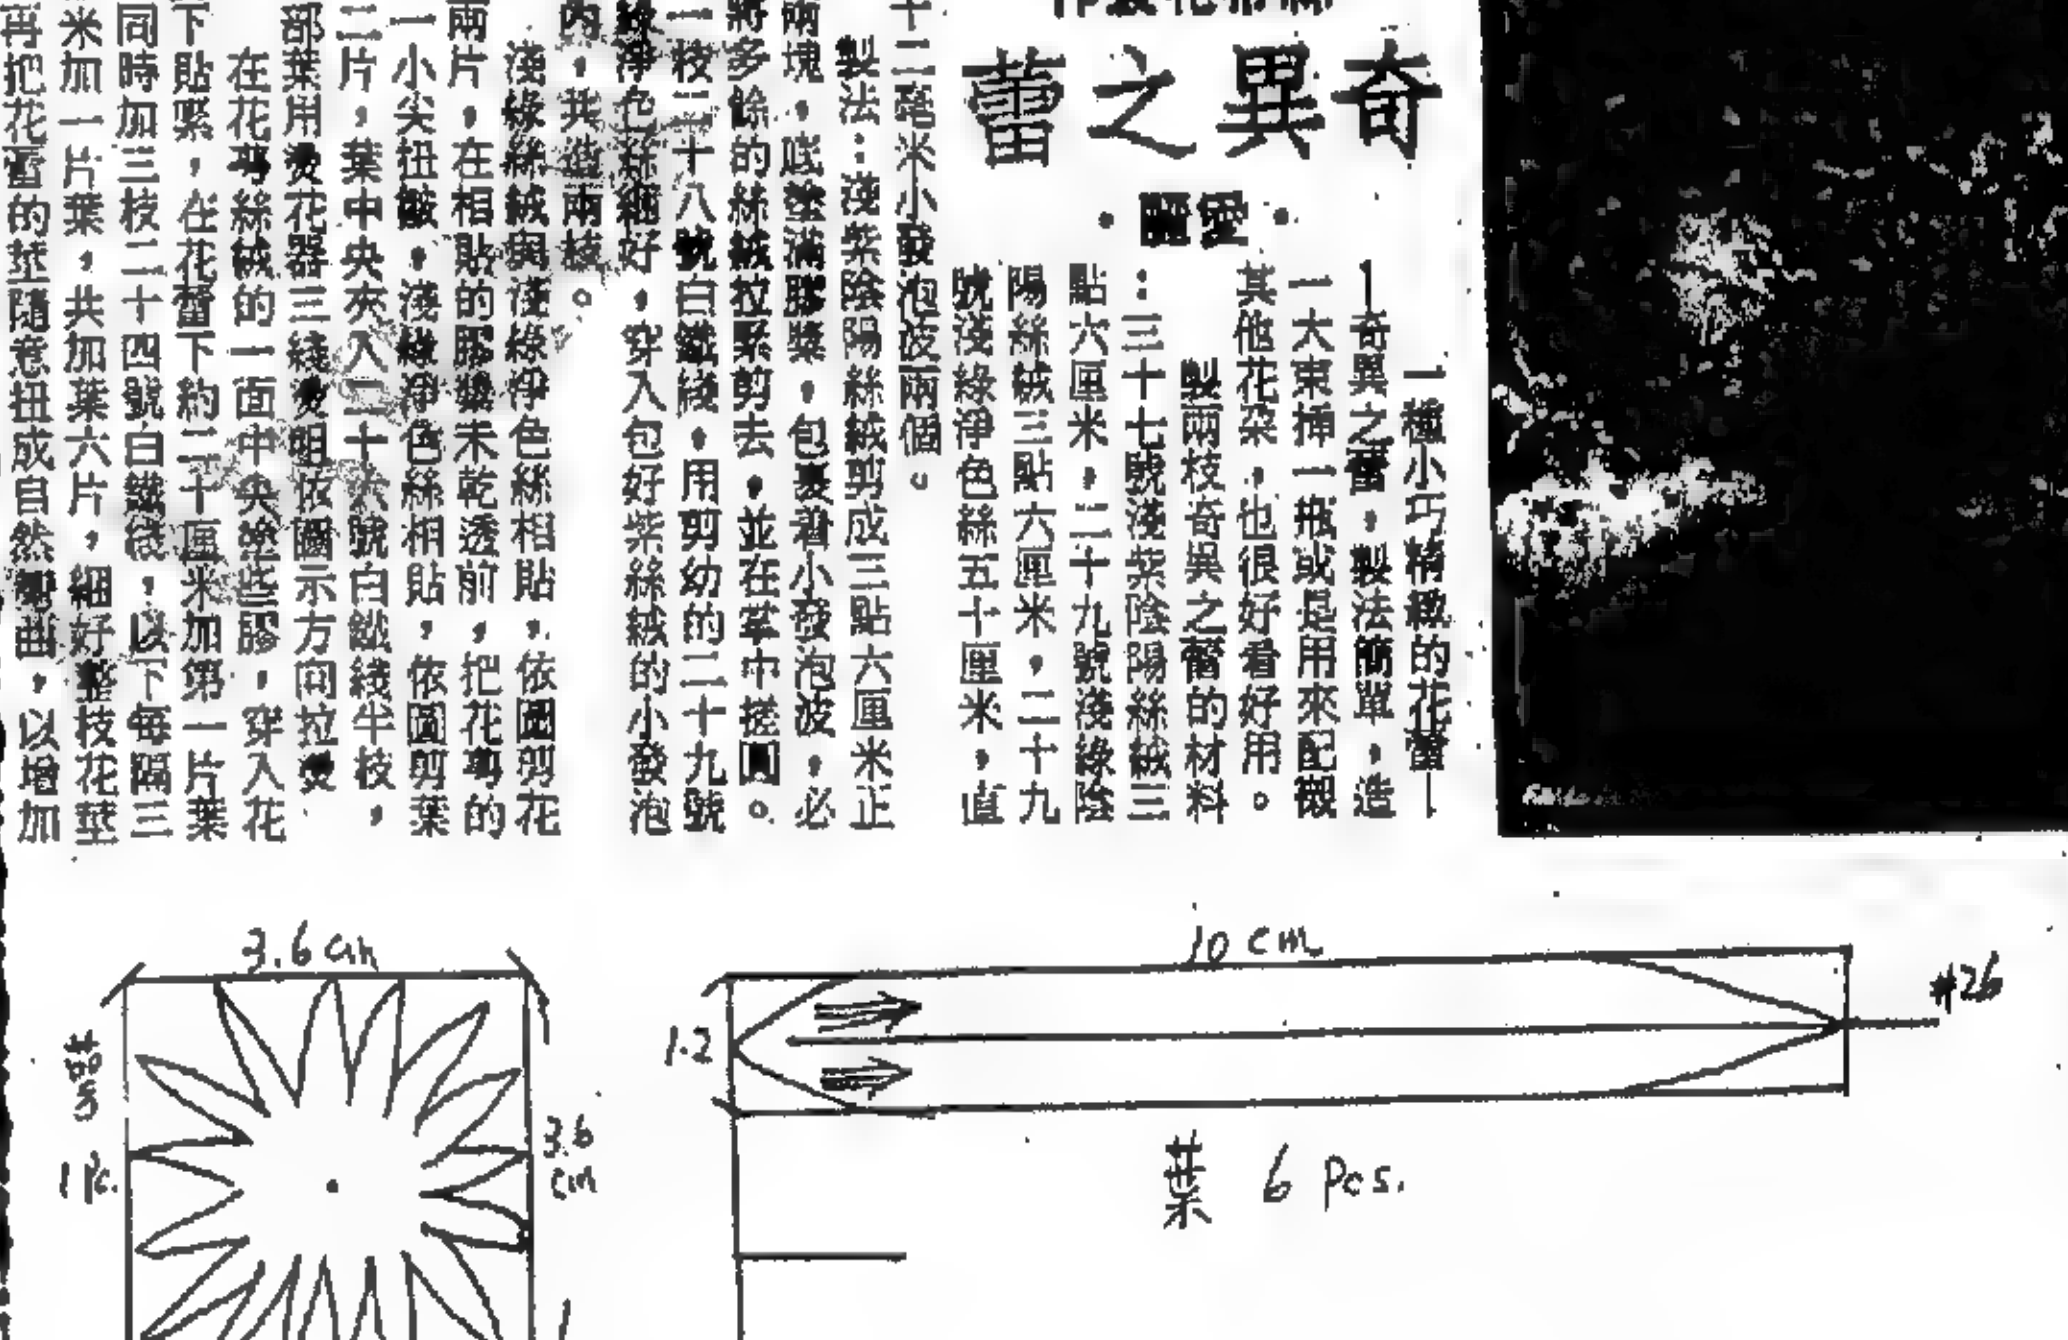 奇異之蕾
·愛麗·
一種小巧精緻的花蕾—
—奇異之蕾，製法簡單，造
一大束挿一瓶或是用來配襯
其他花朵，也很好看好用。
製兩枝奇異之蕾的材料
：三十七號淺紫陰陽絲絨三
點六厘米，二十九號淺綠陰
陽絲絨三點六厘米，二十九
號淺綠淨色絲五十厘米，直
十二毫米小發泡波兩個。
製法：淺紫陰陽絲絨剪成三點六厘米正
兩塊，底塗滿膠漿，包裹着小發泡波，必
將多餘的絲絨拉緊剪去，並在掌中搓圓。
一枝二十八號白鐵綫，用剪幼的二十九號
綠淨色絲纏好，穿入包好紫絲絨的小發泡
內，共造兩枝。
淺綠絲絨與淺綠淨色絲相貼，依圖剪花
兩片，在相貼的膠漿未乾透前，把花萼的
一小尖扭皺，淺綠淨色絲相貼，依圖剪葉
二片，葉中央夾入二十六號白鐵綫半枝，
部葉用燙花器三綫燙咀依圖示方向拉燙
在花萼絲絨的一面中央塗些膠，穿入花
下貼緊，在花蕾下約二十厘米加第一片葉
同時加三枝二十四號白鐵綫，以下每隔三
米加一片葉，共加葉六片，細好整枝花莖
再把花蕾的莖隨意扭成自然彎曲，以增加
3.6 cm
10 cm
#26
1.2
花萼
1 Pc.
3.6
cm
葉 6 Pcs.